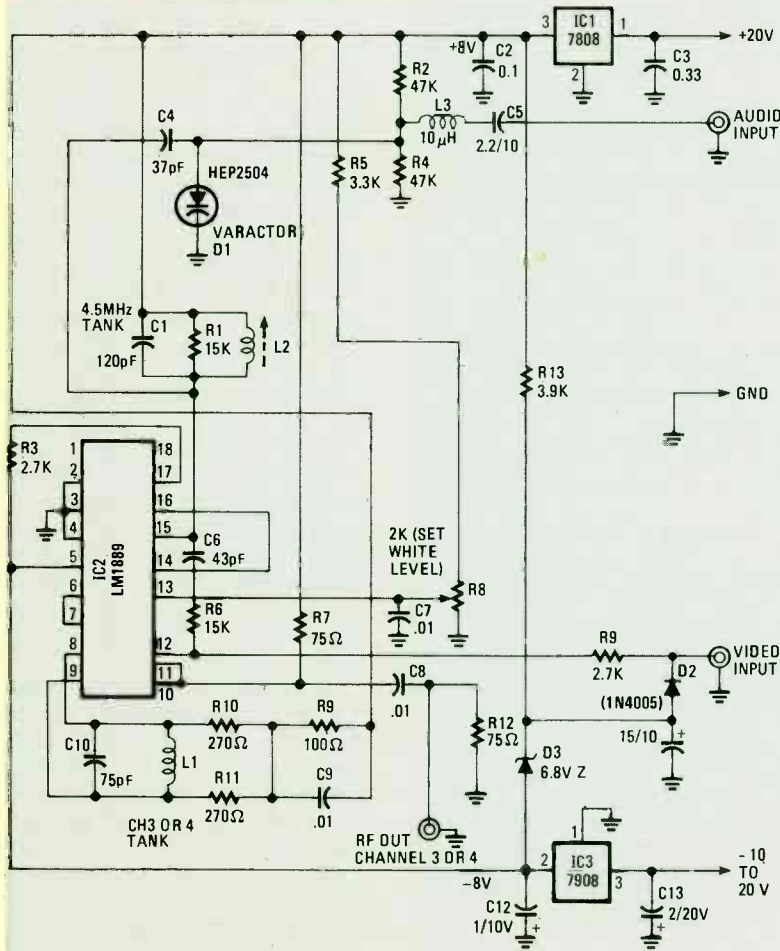 3
IC1
7808
1
+20V
2
+8V
C2
0.1
C3
0.33
R2
47K
L3
10µH
C5
2.2/10
AUDIO
INPUT
C4
37pF
HEP2504
R5
3.3K
R4
47K
VARACTOR
D1
4.5MHz
TANK
C1
120pF
R1
15K
L2
R13
3.9K
GND
R3
2.7K
1
2
3
4
5
6
7
8
9
IC2
LM1889
18
17
16
15
14
13
12
11
10
C6
43pF
2K (SET
WHITE
LEVEL)
R8
R6
15K
R7
75Ω
C7
.01
R9
2.7K
VIDEO
INPUT
D2
(1N4005)
C8
.01
R10
270Ω
R9
100Ω
R12
75Ω
15/10
+
C10
75pF
L1
R11
270Ω
C9
.01
D3
6.8V Z
CH3 OR 4
TANK
RF OUT
CHANNEL 3 OR 4
1
2
IC3
7908
3
-8V
- 10
TO
20 V
C12
1/10V
+
C13
2/20V
+